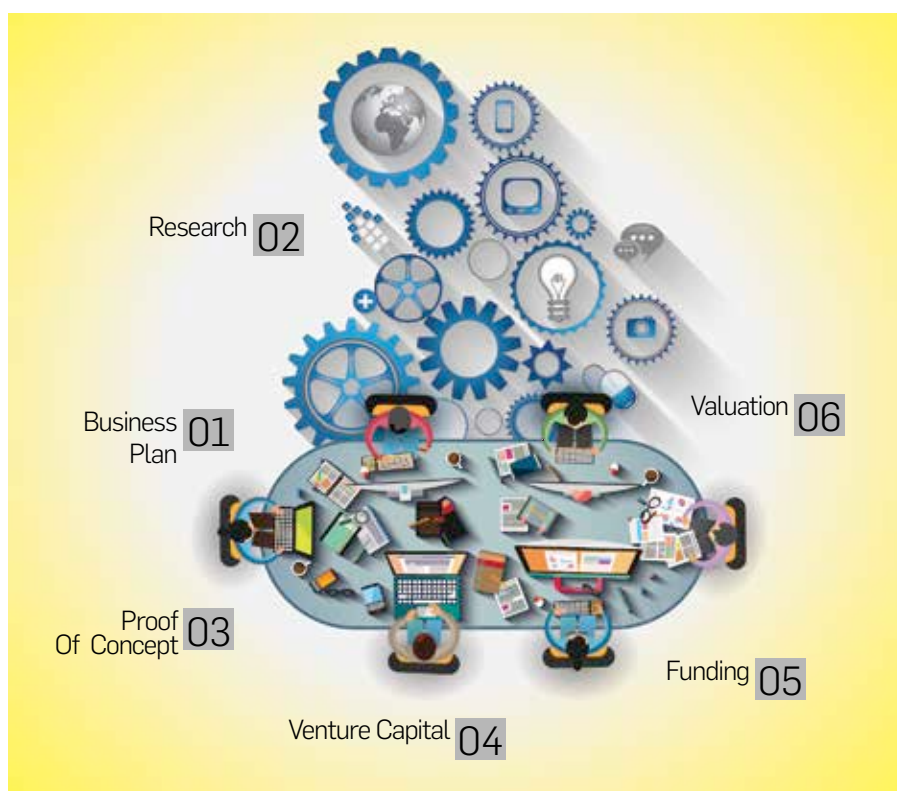 Research 02
Business 01
Plan
Valuation 06
Proof 03
Of Concept
Funding 05
Venture Capital 04